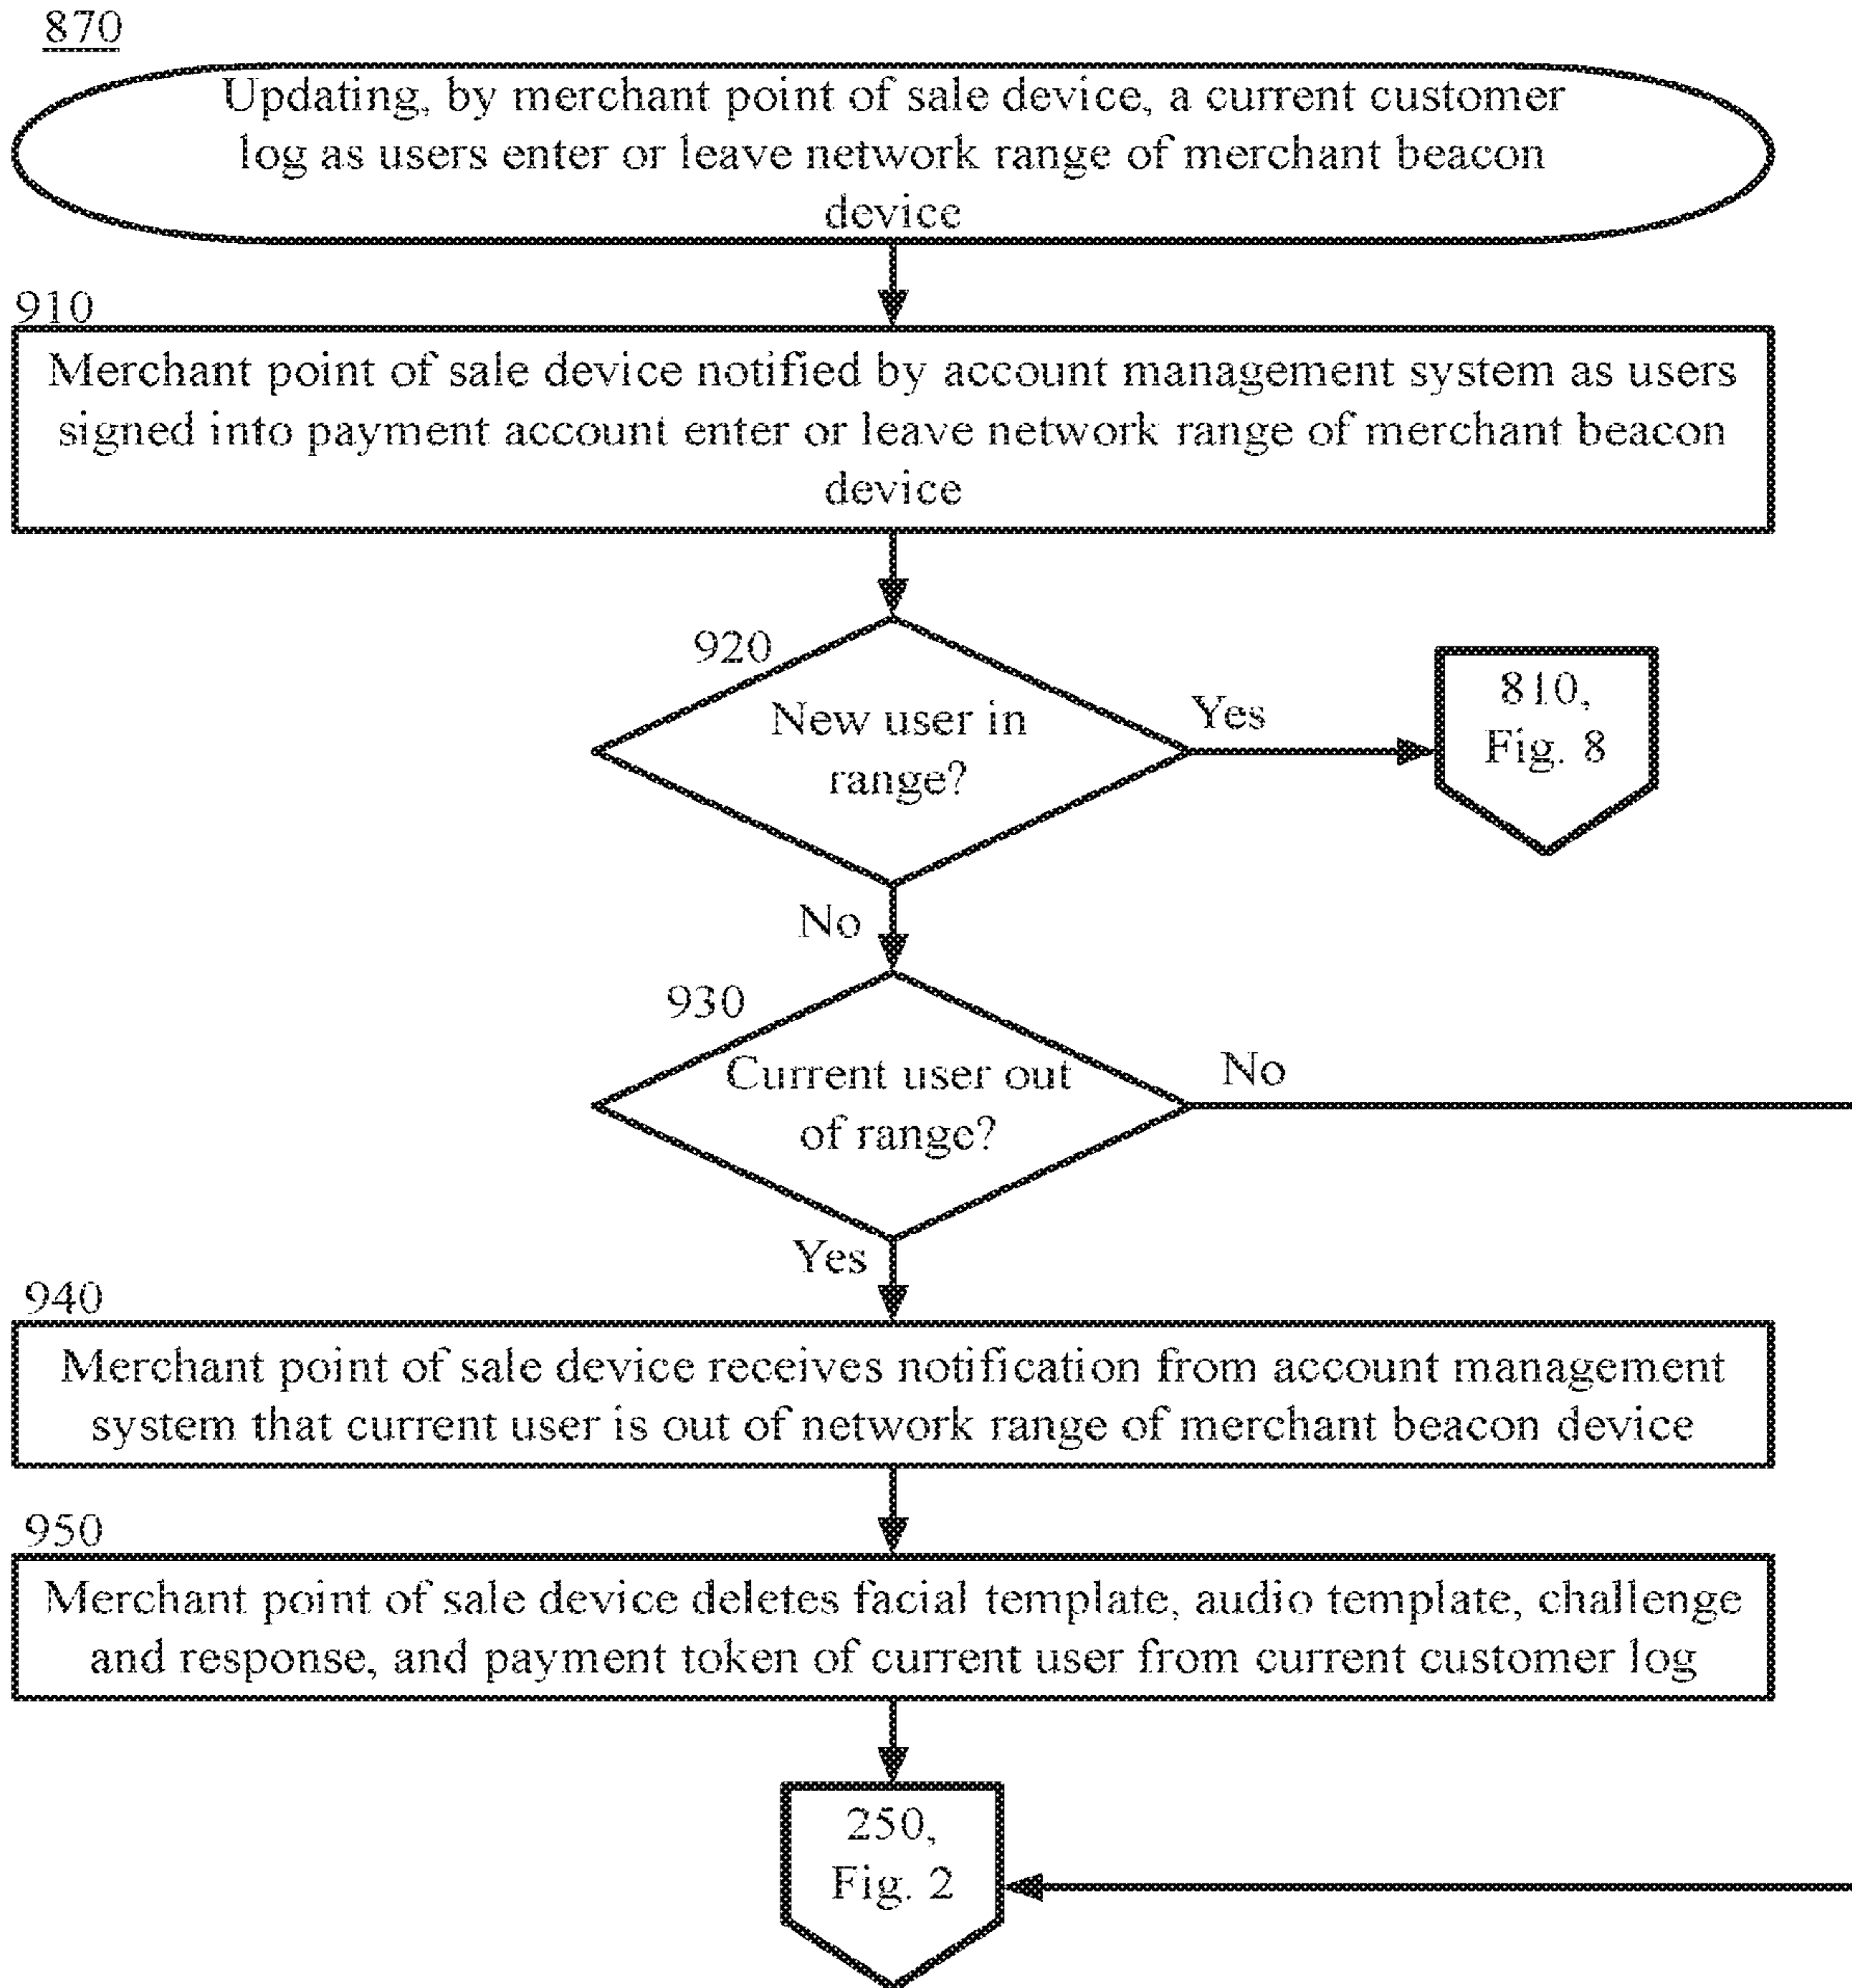 870
Updating, by merchant point of sale device, a current customer
log as users enter or leave network range of merchant beacon
device
910
Merchant point of sale device notified by account management system as users
signed into payment account enter or leave network range of merchant beacon
device
920
New user in
range?
Yes
810,
Fig. 8
No
930
Current user out
of range?
No
Yes
940
Merchant point of sale device receives notification from account management
system that current user is out of network range of merchant beacon device
950
Merchant point of sale device deletes facial template, audio template, challenge
and response, and payment token of current user from current customer log
250,
Fig. 2